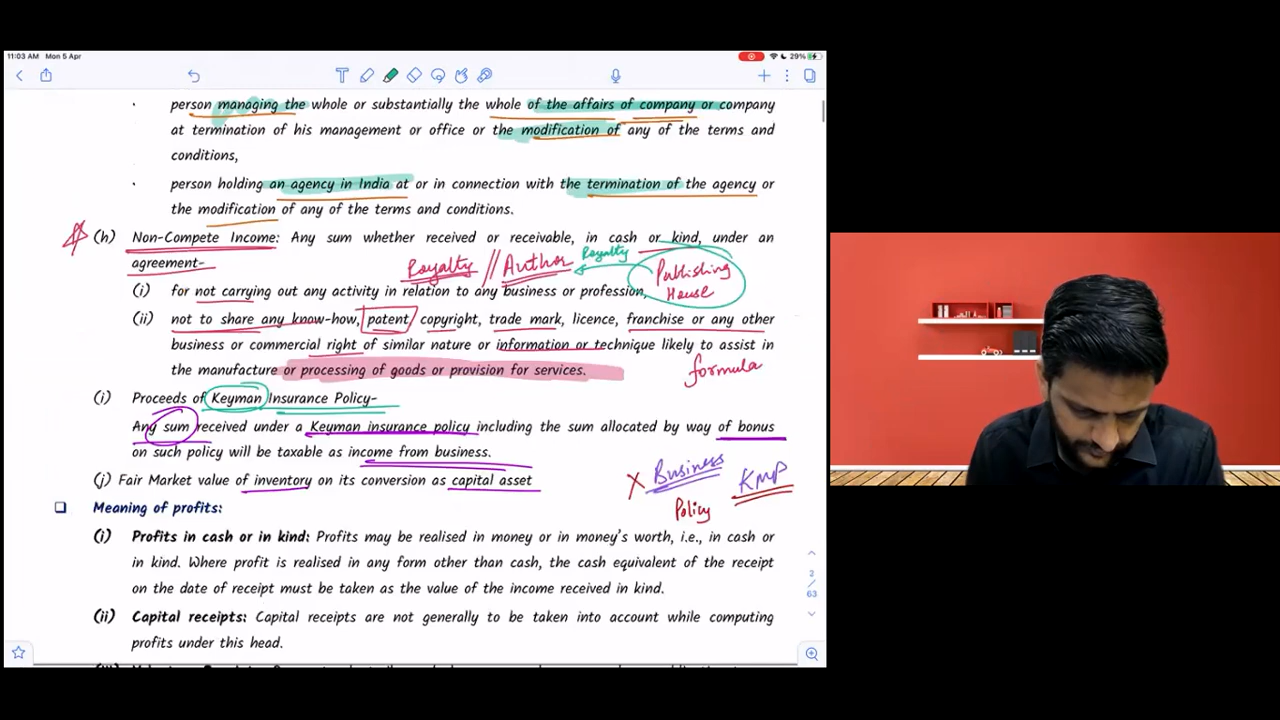 11:03 AM Mon 5 Apr
29%
person managing the whole or substantially the whole of the affairs of company or company
at termination of his management or office or the modification of any of the terms and
conditions,
person holding an agency in India at or in connection with the termination of the agency or
the modification of any of the terms and conditions.
(h) Non-Compete Income: Any sum whether received or receivable, in cash or kind, under an
agreement-
Royalty // Author Royalty Publishing House
(i) for not carrying out any activity in relation to any business or profession,
(ii) not to share any know-how, patent, copyright, trade mark, licence, franchise or any other
business or commercial right of similar nature or information or technique likely to assist in
the manufacture or processing of goods or provision for services.
formula
(i) Proceeds of Keyman Insurance Policy-
Any sum received under a Keyman insurance policy including the sum allocated by way of bonus
on such policy will be taxable as income from business.
(j) Fair Market value of inventory on its conversion as capital asset
X Business KMP
Policy
Meaning of profits:
(i) Profits in cash or in kind: Profits may be realised in money or in money's worth, i.e., in cash or
in kind. Where profit is realised in any form other than cash, the cash equivalent of the receipt
on the date of receipt must be taken as the value of the income received in kind.
(ii) Capital receipts: Capital receipts are not generally to be taken into account while computing
profits under this head.
2
/
63